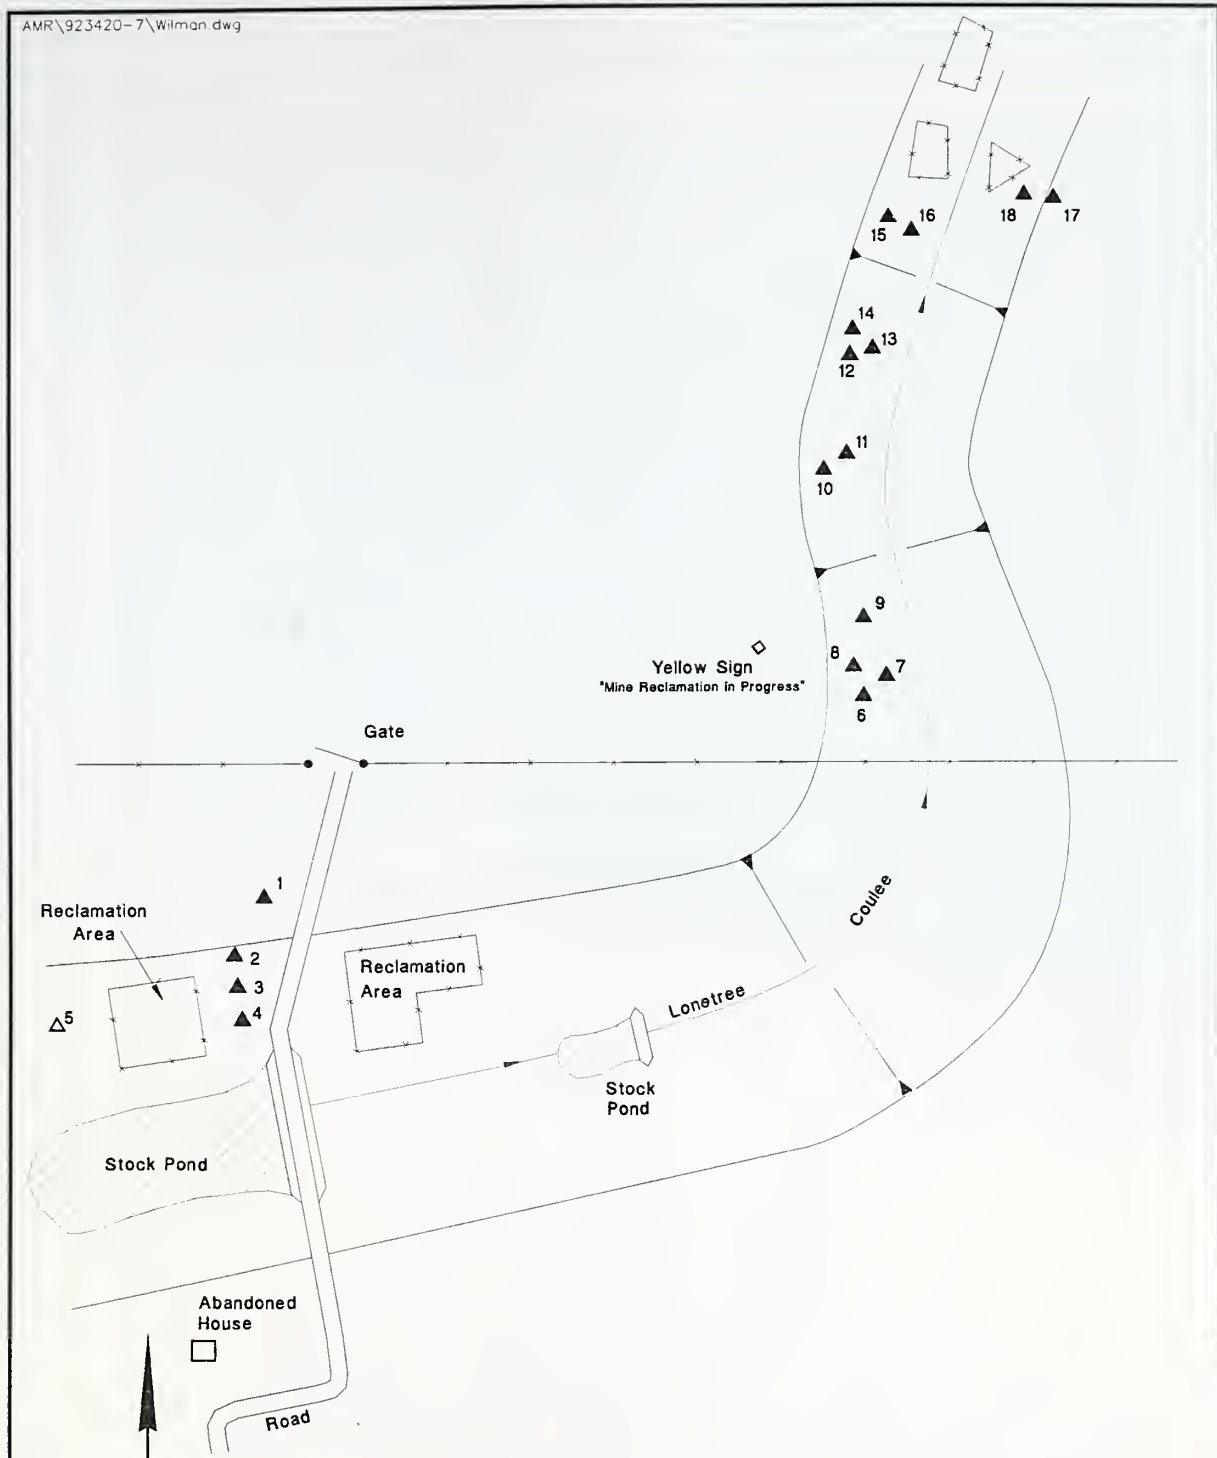 AMR\923420-7\Wilman.dwg
18
17
15
16
14
13
12
11
10
9
8
7
6
Yellow Sign
"Mine Reclamation in Progress"
Gate
1
Reclamation
Area
2
3
4
5
Reclamation
Area
Coulee
Lonetree
Stock
Pond
Stock Pond
Abandoned
House
Road